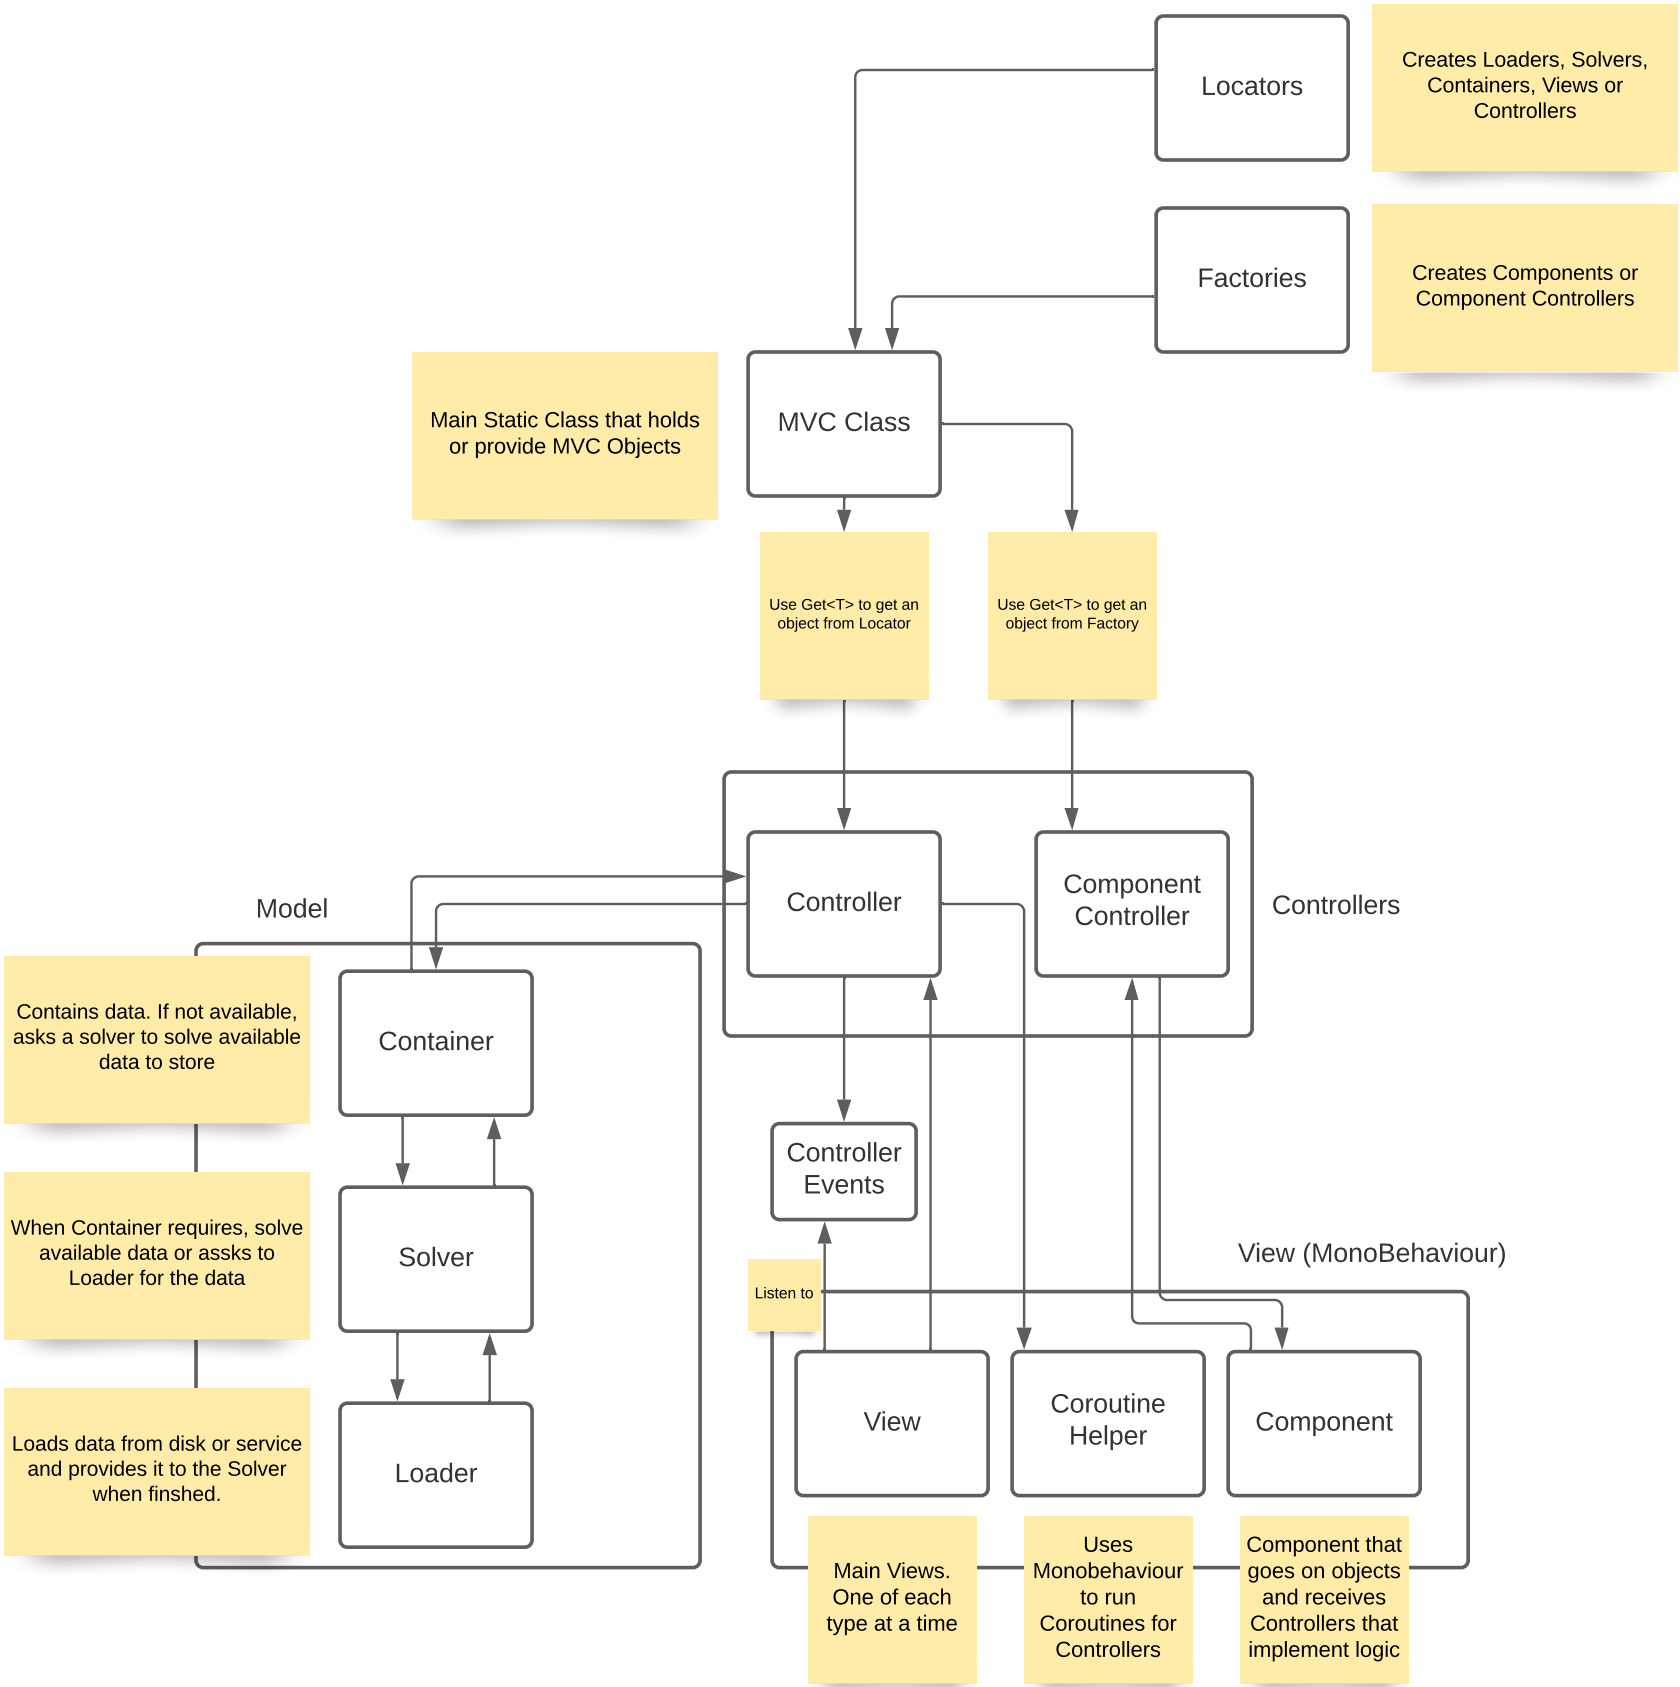 Locators
Creates Loaders, Solvers,
Containers, Views or
Controllers
Factories
Creates Components or
Component Controllers
Main Static Class that holds
or provide MVC Objects
MVC Class
Use Get<T> to get an
object from Locator
Use Get<T> to get an
object from Factory
Controller
Component
Controller
Controllers
Model
Contains data. If not available,
asks a solver to solve available
data to store
Container
When Container requires, solve
available data or assks to
Loader for the data
Solver
Loads data from disk or service
and provides it to the Solver
when finshed.
Loader
Controller
Events
Listen to
View (MonoBehaviour)
View
Coroutine
Helper
Component
Main Views.
One of each
type at a time
Uses
Monobehaviour
to run
Coroutines for
Controllers
Component that
goes on objects
and receives
Controllers that
implement logic